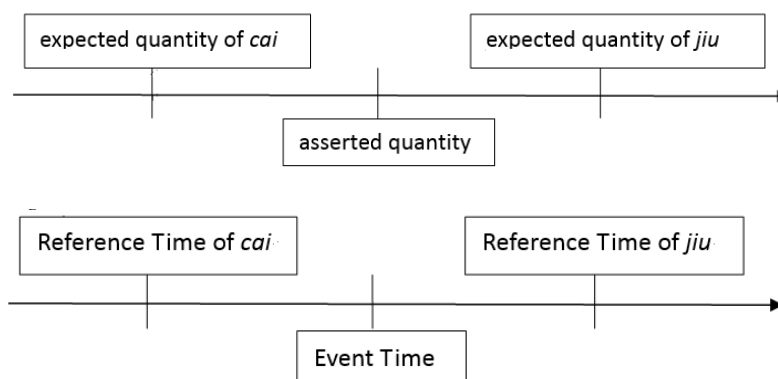 expected quantity of cai
expected quantity of jiu
asserted quantity
Reference Time of cai
Reference Time of jiu
Event Time